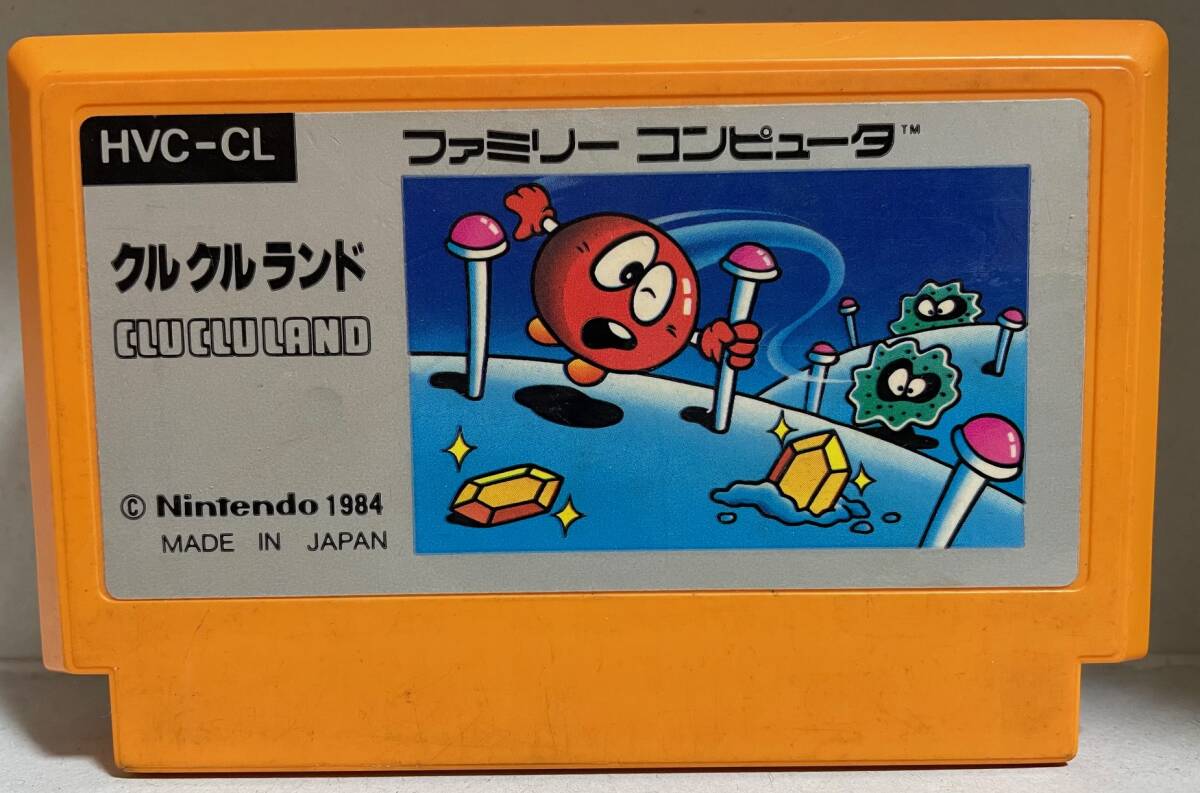 HVC-CL
ファミリー コンピュータ™
クルクルランド
CLU CLU LAND
© Nintendo 1984
MADE IN JAPAN